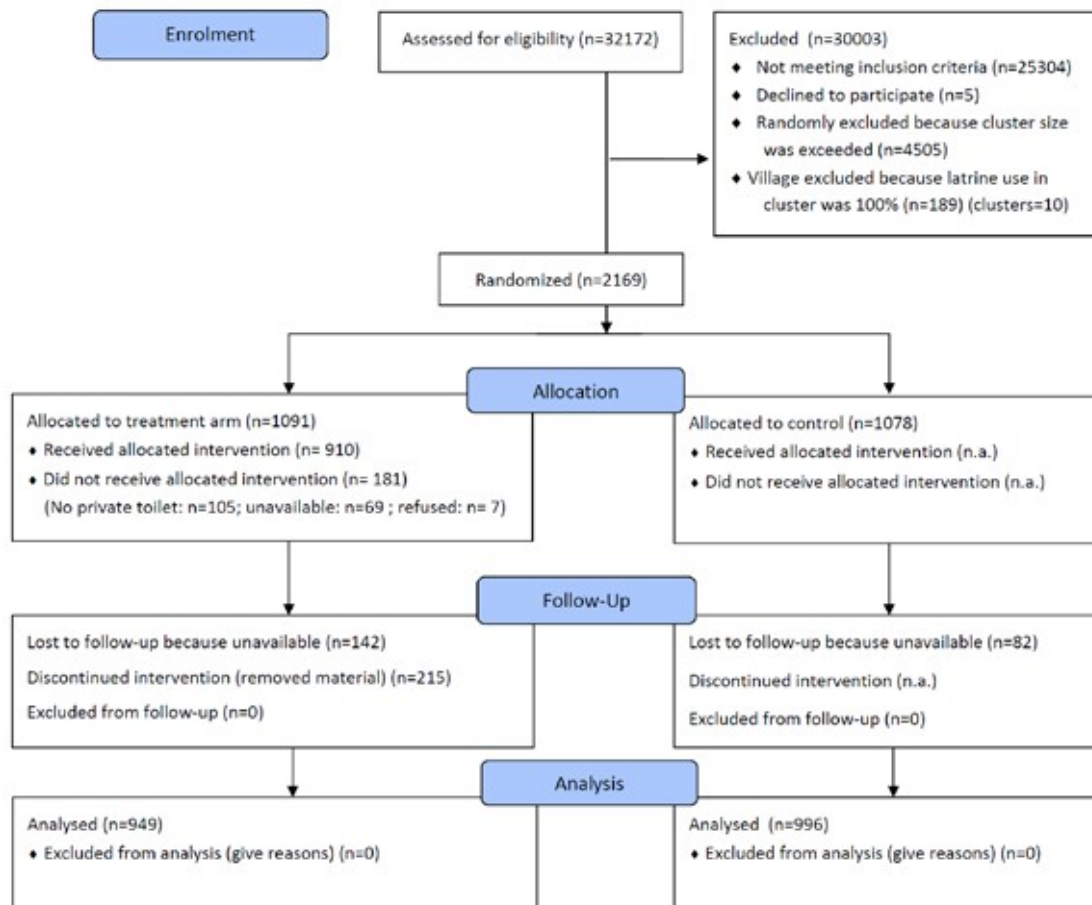 Enrolment
Assessed for eligibility (n=32172)
Excluded (n=30003)
♦ Not meeting inclusion criteria (n=25304)
♦ Declined to participate (n=5)
♦ Randomly excluded because cluster size
was exceeded (n=4505)
♦ Village excluded because latrine use in
cluster was 100% (n=189) (clusters=10)
Randomized (n=2169)
Allocation
Allocated to treatment arm (n=1091)
♦ Received allocated intervention (n= 910)
♦ Did not receive allocated intervention (n= 181)
(No private toilet: n=105; unavailable: n=69 ; refused: n= 7)
Allocated to control (n=1078)
♦ Received allocated intervention (n.a.)
♦ Did not receive allocated intervention (n.a.)
Follow-Up
Lost to follow-up because unavailable (n=142)
Discontinued intervention (removed material) (n=215)
Excluded from follow-up (n=0)
Lost to follow-up because unavailable (n=82)
Discontinued intervention (n.a.)
Excluded from follow-up (n=0)
Analysis
Analysed (n=949)
♦ Excluded from analysis (give reasons) (n=0)
Analysed (n=996)
♦ Excluded from analysis (give reasons) (n=0)